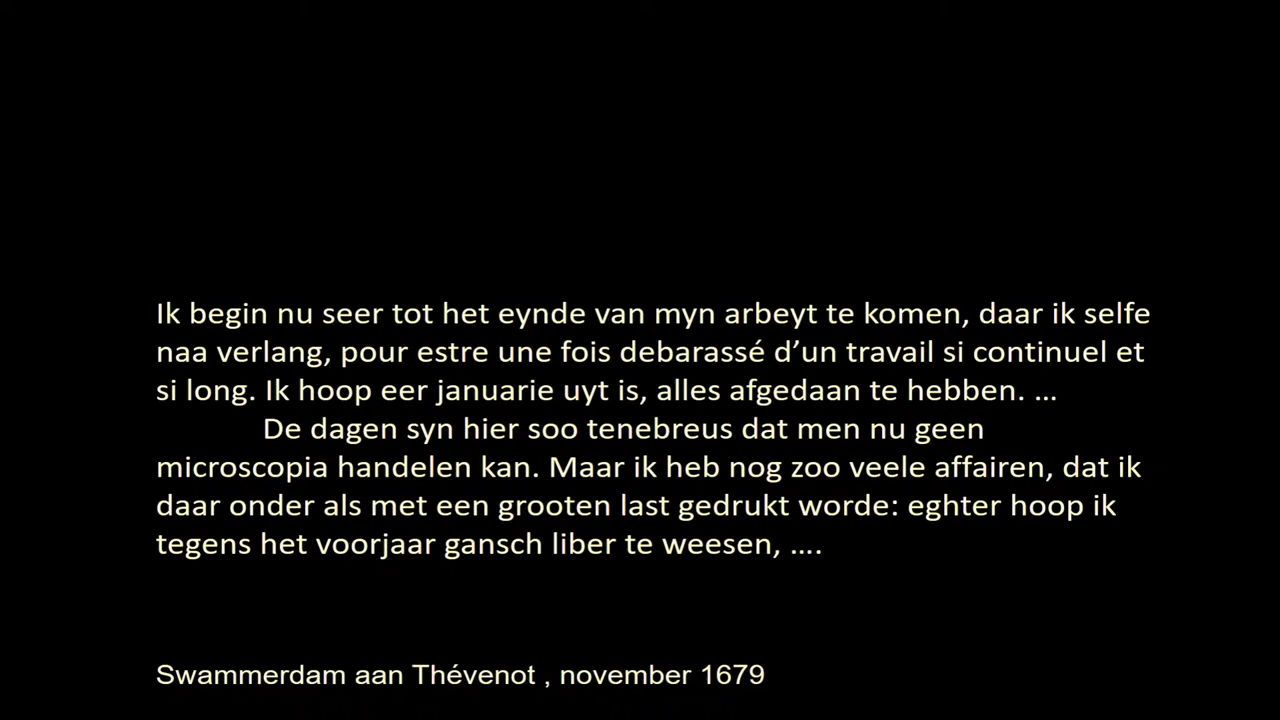 Ik begin nu seer tot het eynde van myn arbeyt te komen, daar ik selfe
naa verlang, pour estre une fois debarassé d’un travail si continuel et
si long. Ik hoop eer januarie uyt is, alles afgedaan te hebben. ...
De dagen syn hier soo tenebreus dat men nu geen
microscopia handelen kan. Maar ik heb nog zoo veele affairen, dat ik
daar onder als met een grooten last gedrukt worde: eghter hoop ik
tegens het voorjaar gansch liber te weesen, ....
Swammerdam aan Thévenot , november 1679